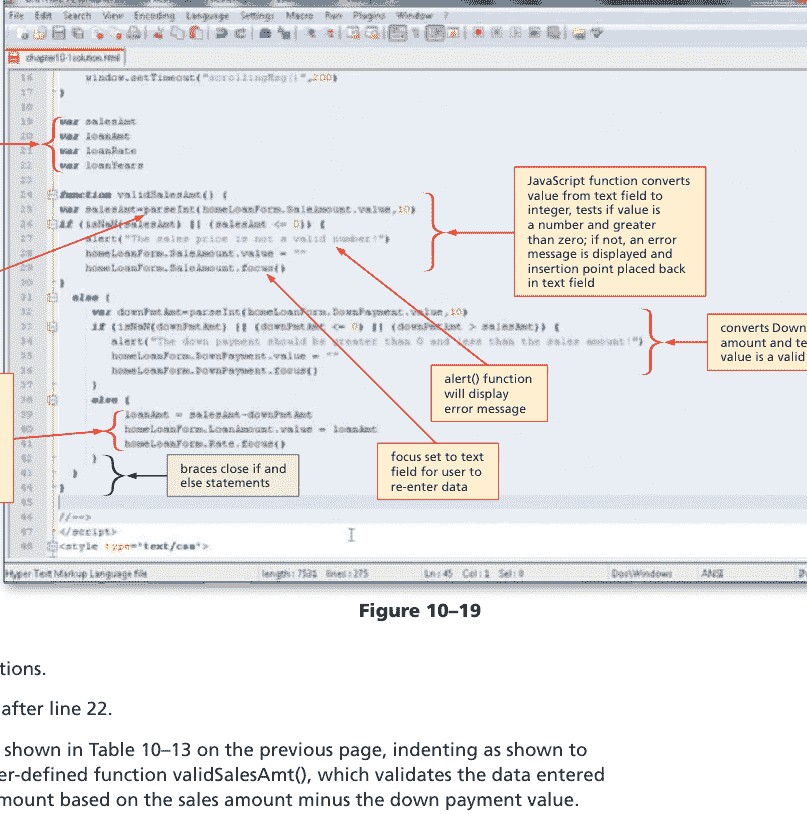 File Edit Search View Encoding Language Settings Macro Run Plugins Window ?
chapter10-1solution.html
16 window.setTimeout("scrollingMsg()",200)
17 }
18
19 var salesAmt
20 var loanAmt
21 var loanRate
22 var loanYears
23
24 function validSalesAmt() {
25 var salesAmt=parseInt(homeLoanForm.SaleAmount.value,10)
26 if (isNaN(salesAmt) || (salesAmt <= 0)) {
27 alert("The sales price is not a valid number!")
28 homeLoanForm.SaleAmount.value = ""
29 homeLoanForm.SaleAmount.focus()
30 }
31 else {
32 var downPmtAmt=parseInt(homeLoanForm.DownPayment.value,10)
33 if (isNaN(downPmtAmt) || (downPmtAmt <= 0) || (downPmtAmt > salesAmt)) {
34 alert("The down payment should be greater than 0 and less than the sales amount!")
35 homeLoanForm.DownPayment.value = ""
36 homeLoanForm.DownPayment.focus()
37 }
38 else {
39 loanAmt = salesAmt-downPmtAmt
40 homeLoanForm.LoanAmount.value = loanAmt
41 homeLoanForm.Rate.focus()
42 }
43 }
44 }
45
46 //-->
47 </script>
48 <style type="text/css">
JavaScript function converts
value from text field to
integer, tests if value is
a number and greater
than zero; if not, an error
message is displayed and
insertion point placed back
in text field
converts Down
amount and te
value is a valid
alert() function
will display
error message
focus set to text
field for user to
re-enter data
braces close if and
else statements
Hyper Text Markup Language file length: 7531 lines: 275 Ln: 45 Col: 1 Sel: 0 Dos\Windows ANSI
Figure 10–19
tions.
after line 22.
shown in Table 10–13 on the previous page, indenting as shown to
er-defined function validSalesAmt(), which validates the data entered
mount based on the sales amount minus the down payment value.